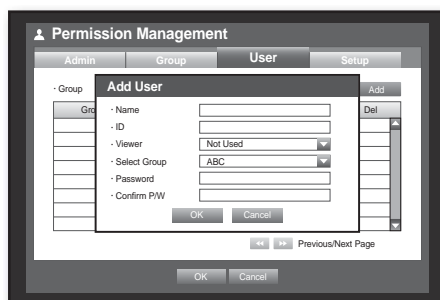 Permission Management
Admin Group User Setup
· Group
Add
Add User
Gro
Del
· Name
· ID
· Viewer Not Used
· Select Group ABC
· Password
· Confirm P/W
OK Cancel
Previous/Next Page
OK Cancel